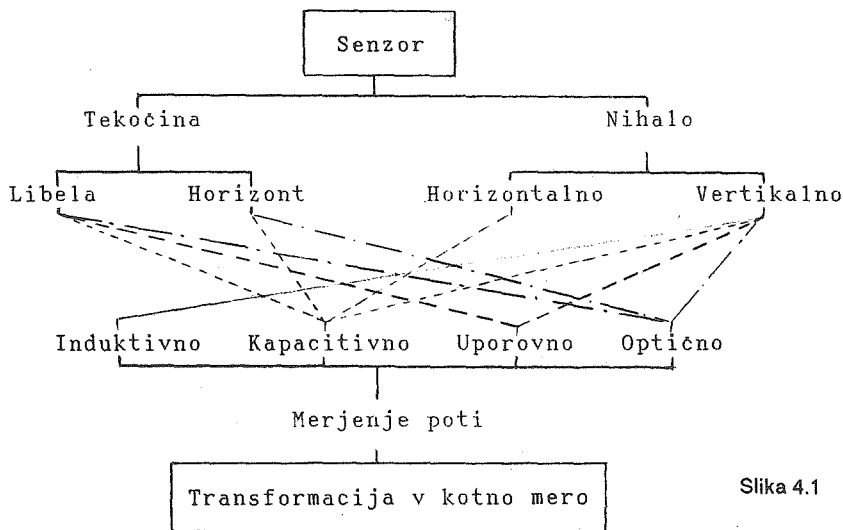 Senzor
Tekočina Nihalo
Libela Horizont Horizontalno Vertikalno
Induktivno Kapacitivno Uporovno Optično
Merjenje poti
Transformacija v kotno mero
Slika 4.1